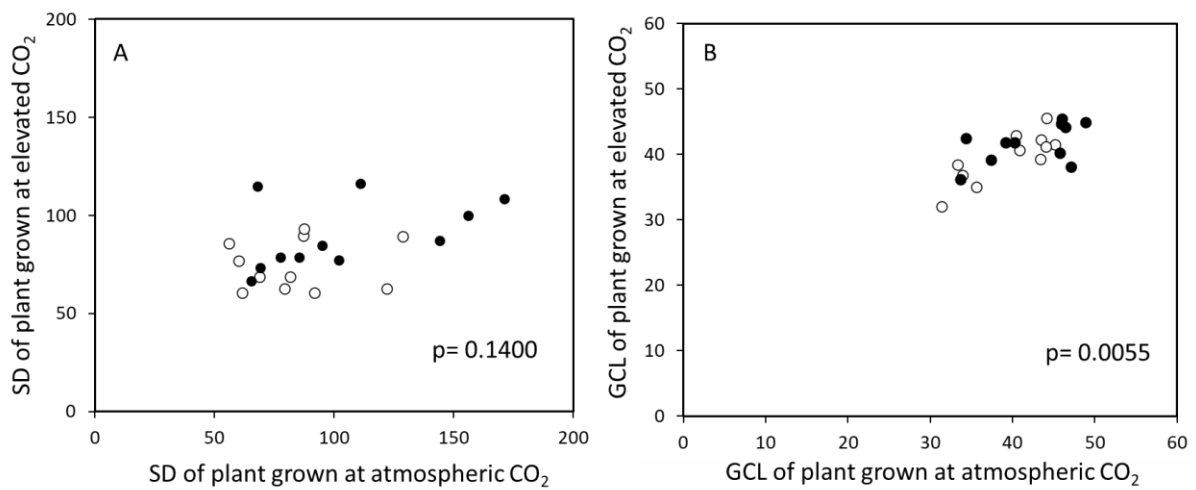 A
SD of plant grown at elevated CO₂
200
150
100
50
0
p= 0.1400
0 50 100 150 200
SD of plant grown at atmospheric CO₂
B
GCL of plant grown at elevated CO₂
60
50
40
30
20
10
0
p= 0.0055
0 10 20 30 40 50 60
GCL of plant grown at atmospheric CO₂